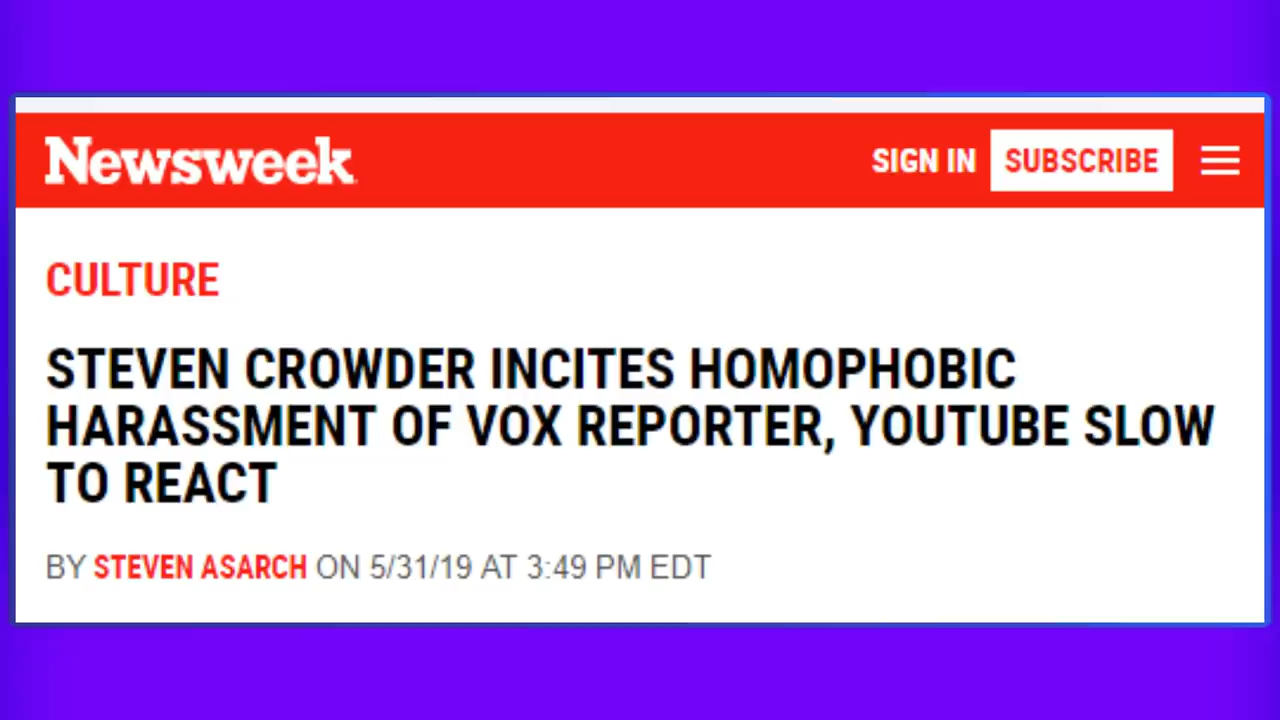 Newsweek
SIGN IN SUBSCRIBE
CULTURE
STEVEN CROWDER INCITES HOMOPHOBIC
HARASSMENT OF VOX REPORTER, YOUTUBE SLOW
TO REACT
BY STEVEN ASARCH ON 5/31/19 AT 3:49 PM EDT